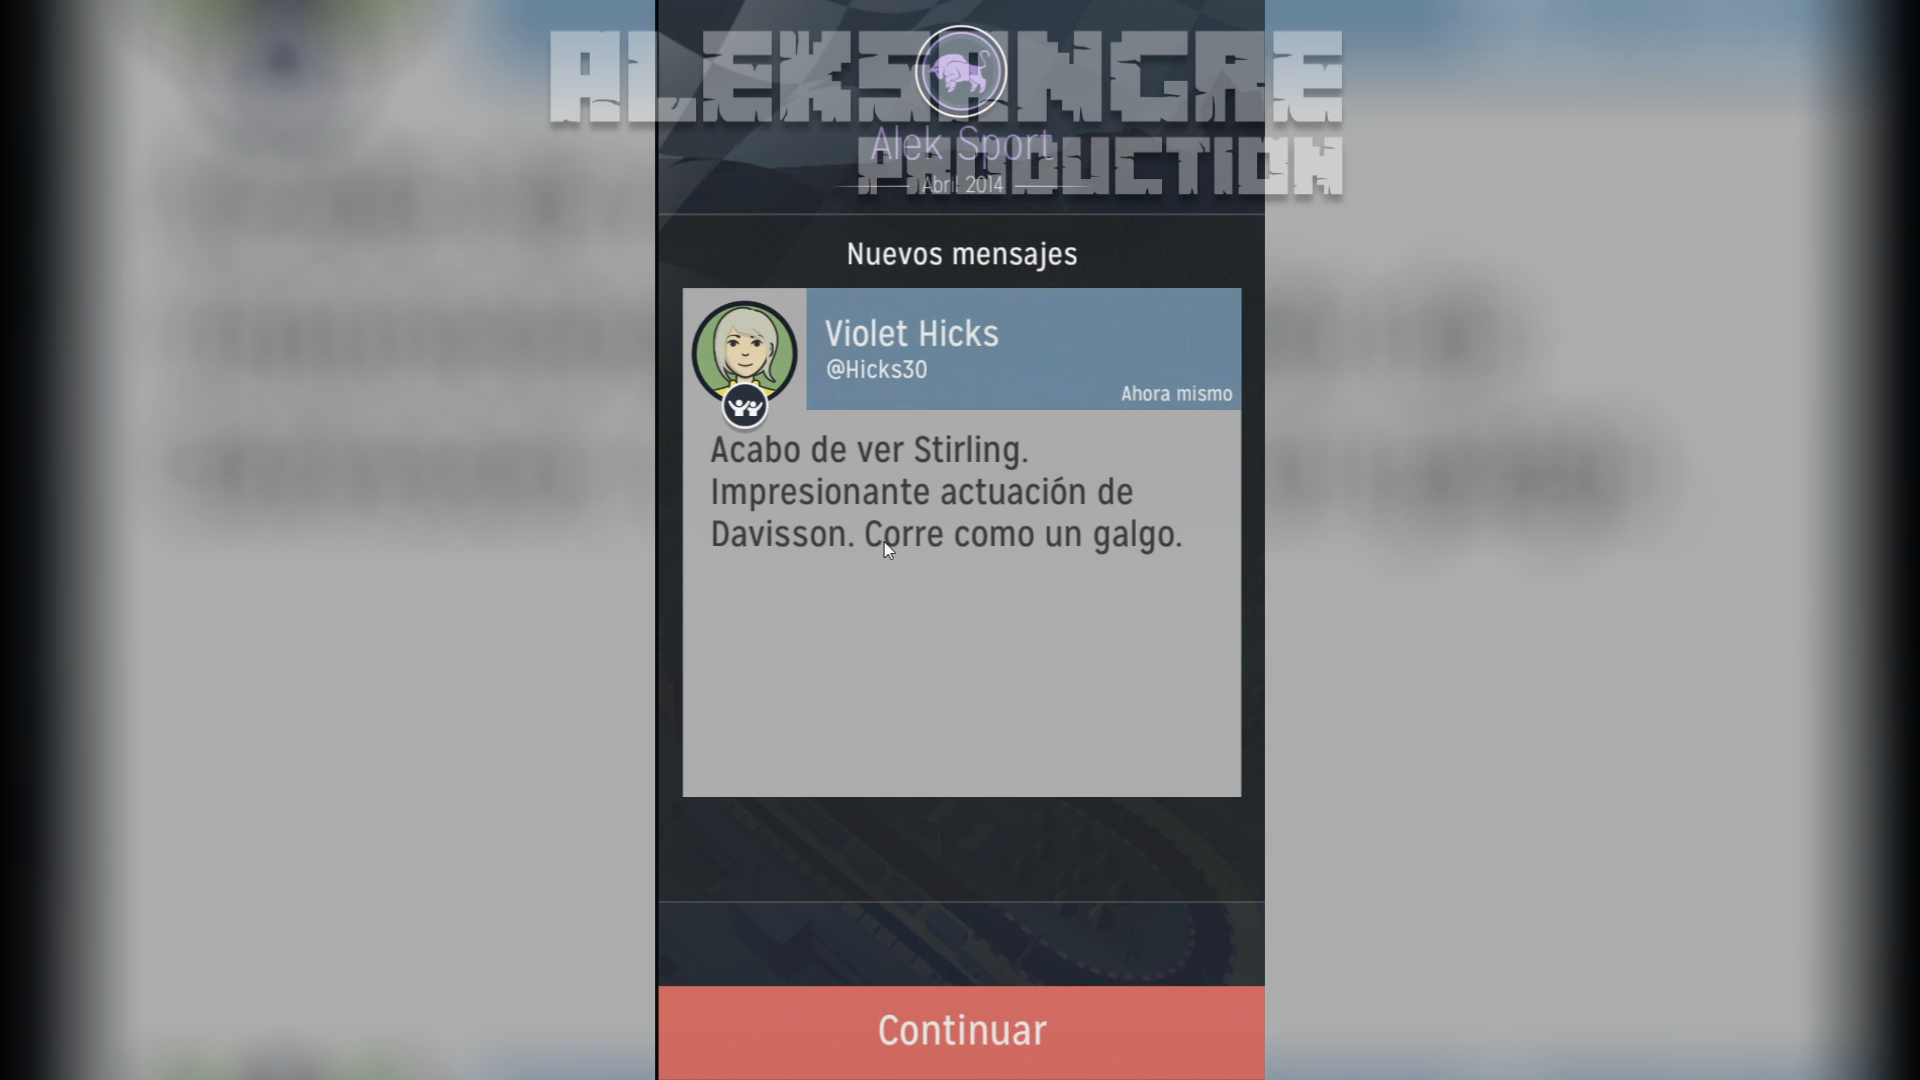 ALEKSANGRE
PRODUCTION
Alek Sport
Abril 2014
Nuevos mensajes
Violet Hicks
@Hicks30
Ahora mismo
Acabo de ver Stirling.
Impresionante actuación de
Davisson. Corre como un galgo.
Continuar